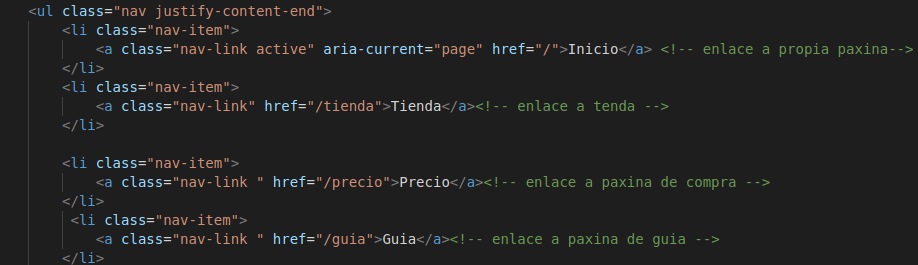 <ul class="nav justify-content-end">
<li class="nav-item">
<a class="nav-link active" aria-current="page" href="/">Inicio</a> <!-- enlace a propia paxina-->
</li>
<li class="nav-item">
<a class="nav-link" href="/tienda">Tienda</a><!-- enlace a tenda -->
</li>
<li class="nav-item">
<a class="nav-link " href="/precio">Precio</a><!-- enlace a paxina de compra -->
</li>
<li class="nav-item">
<a class="nav-link " href="/guia">Guia</a><!-- enlace a paxina de guia -->
</li>